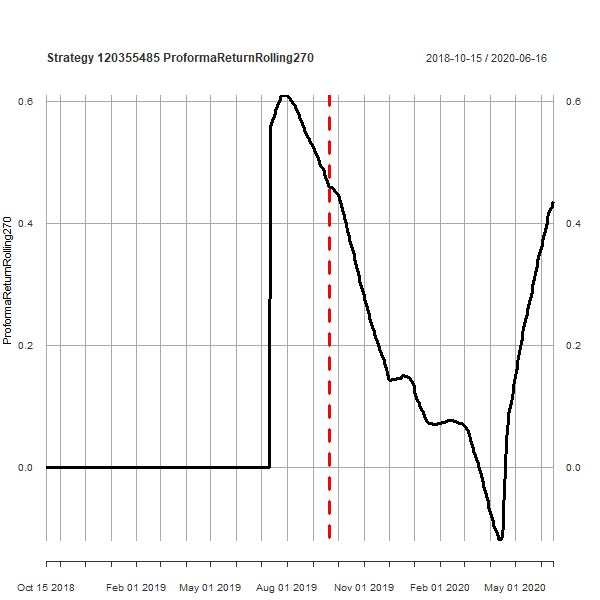 Strategy 120355485 ProformaReturnRolling270
2018-10-15 / 2020-06-16
0.6
0.6
0.4
0.4
0.2
0.2
0.0
0.0
ProformaReturnRolling270
Oct 15 2018
Feb 01 2019
May 01 2019
Aug 01 2019
Nov 01 2019
Feb 01 2020
May 01 2020